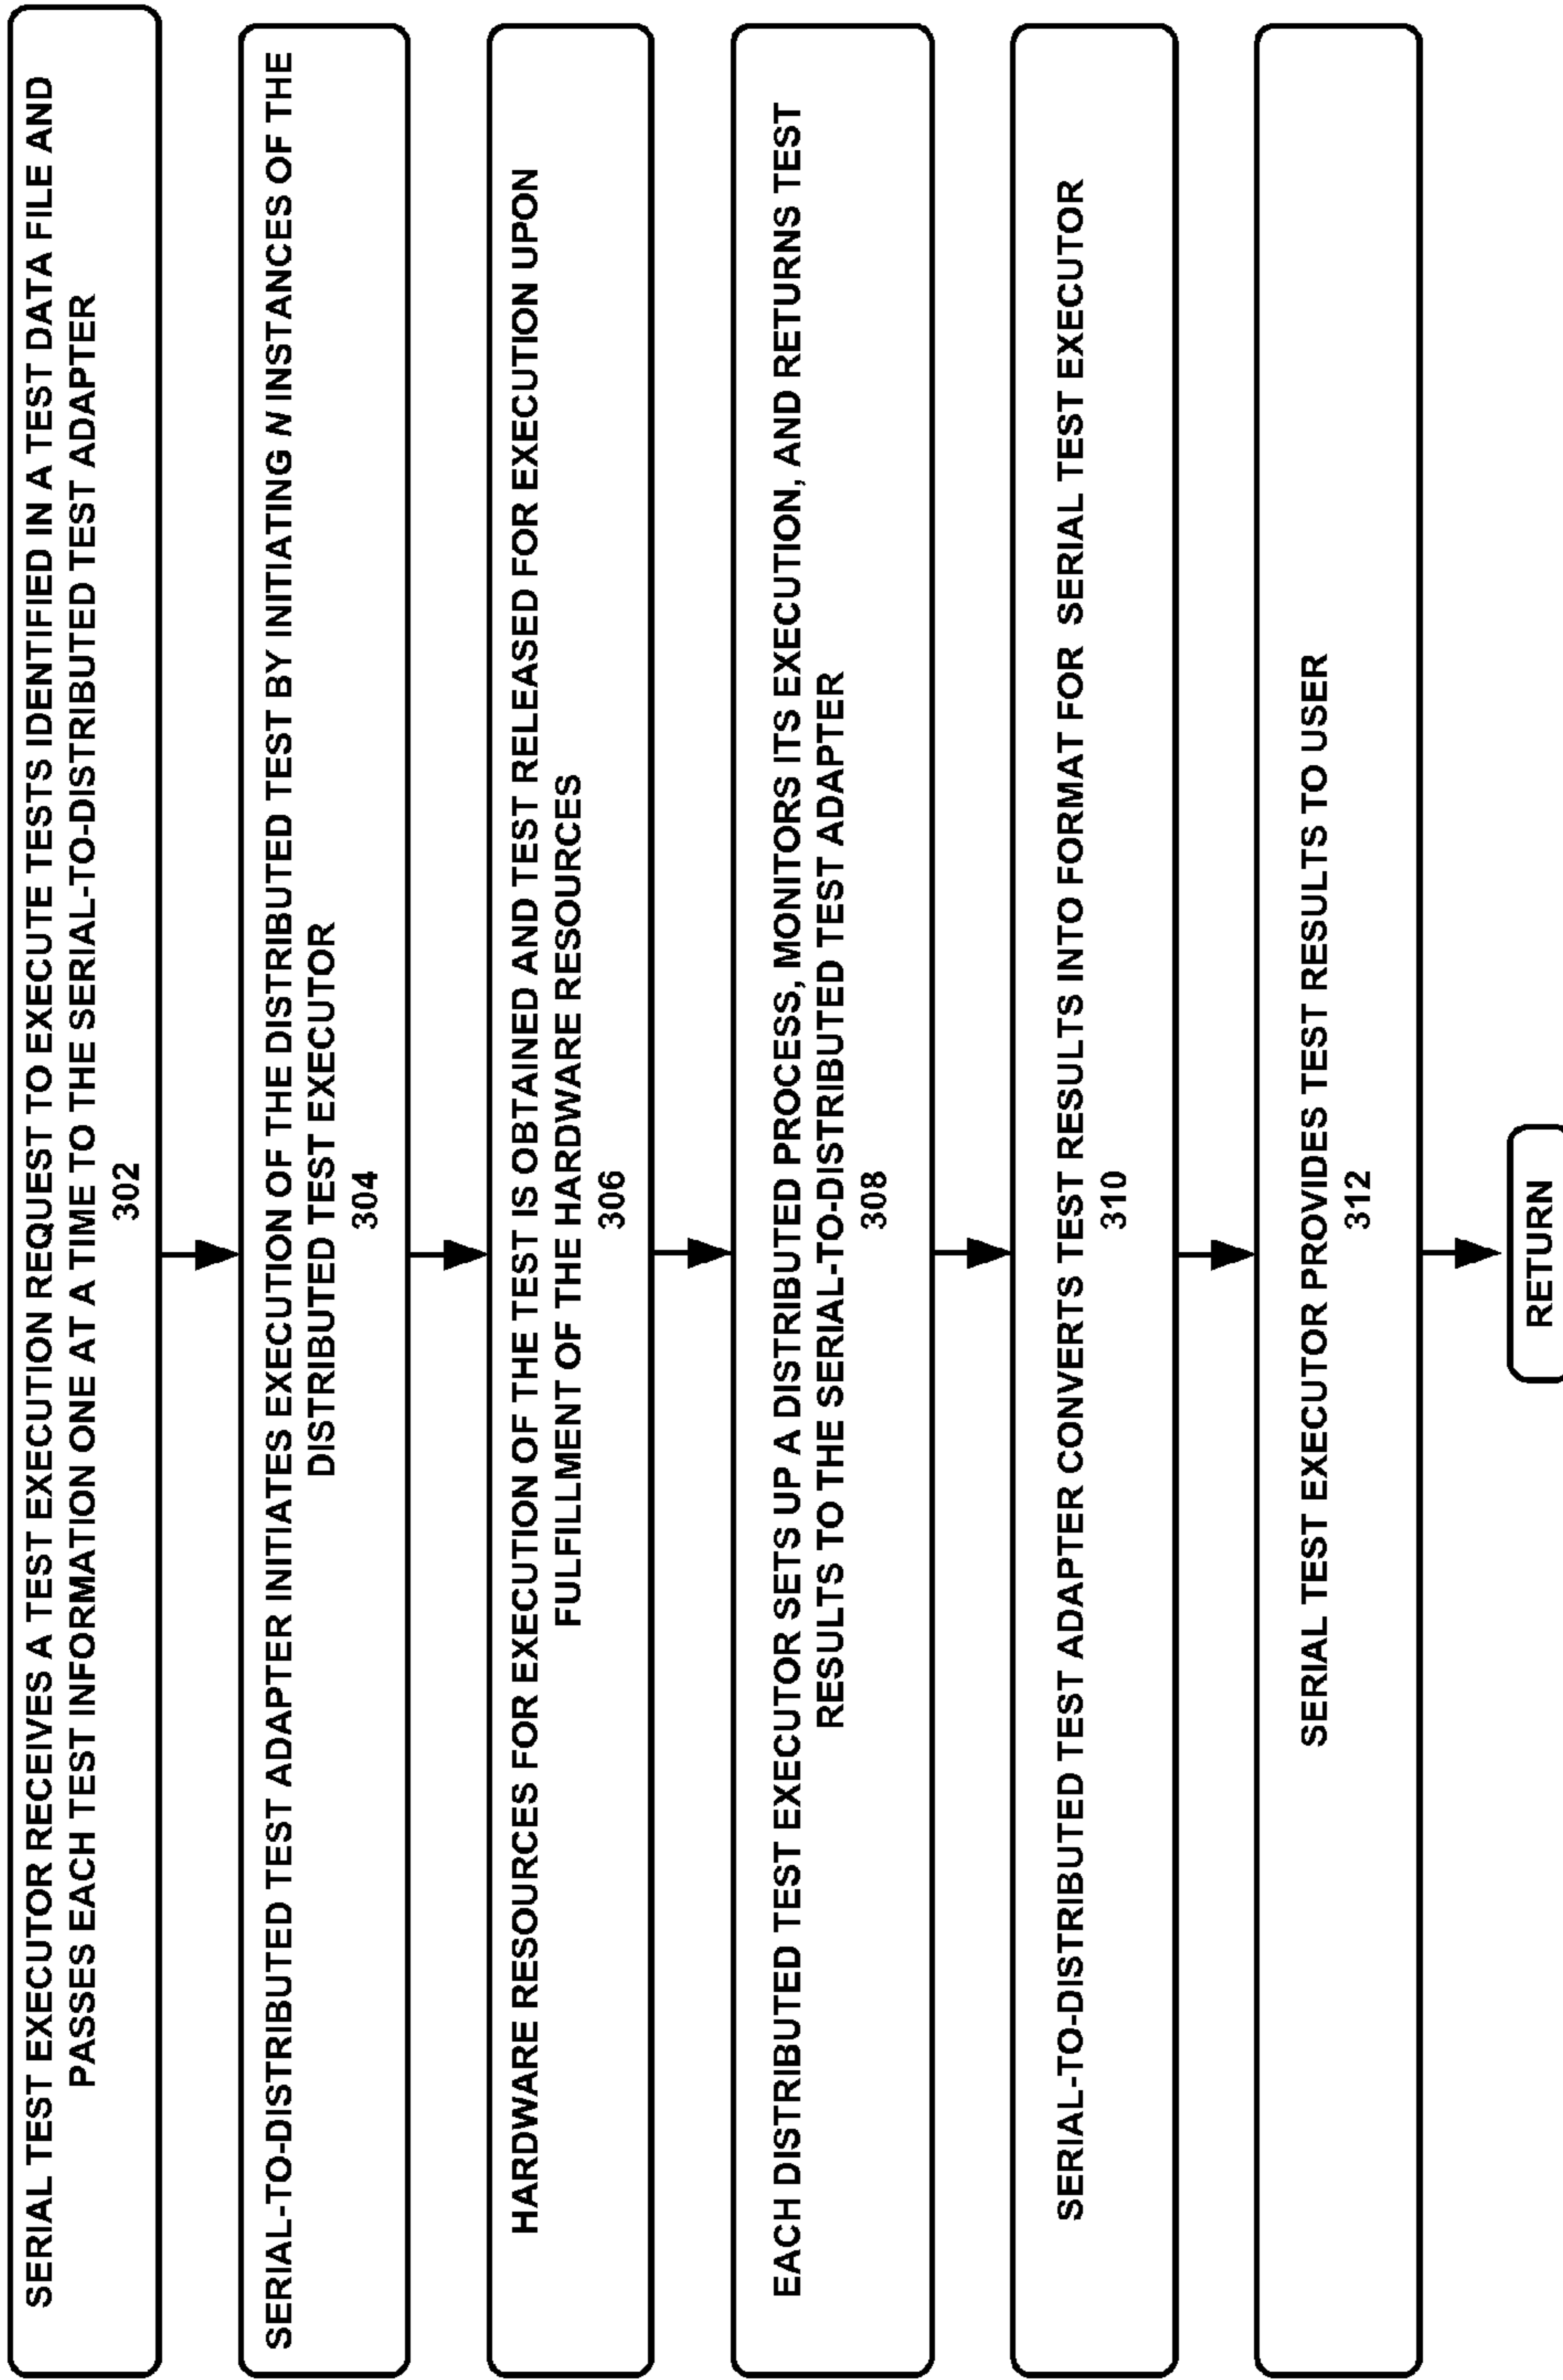 SERIAL TEST EXECUTOR RECEIVES A TEST EXECUTION REQUEST TO EXECUTE TESTS IDENTIFIED IN A TEST DATA FILE AND
PASSES EACH TEST INFORMATION ONE AT A TIME TO THE SERIAL-TO-DISTRIBUTED TEST ADAPTER
302
SERIAL-TO-DISTRIBUTED TEST ADAPTER INITIATES EXECUTION OF THE DISTRIBUTED TEST BY INITIATING N INSTANCES OF THE
DISTRIBUTED TEST EXECUTOR
304
HARDWARE RESOURCES FOR EXECUTION OF THE TEST IS OBTAINED AND TEST RELEASED FOR EXECUTION UPON
FULFILLMENT OF THE HARDWARE RESOURCES
306
EACH DISTRIBUTED TEST EXECUTOR SETS UP A DISTRIBUTED PROCESS, MONITORS ITS EXECUTION, AND RETURNS TEST
RESULTS TO THE SERIAL-TO-DISTRIBUTED TEST ADAPTER
308
SERIAL-TO-DISTRIBUTED TEST ADAPTER CONVERTS TEST RESULTS INTO FORMAT FOR SERIAL TEST EXECUTOR
310
SERIAL TEST EXECUTOR PROVIDES TEST RESULTS TO USER
312
RETURN